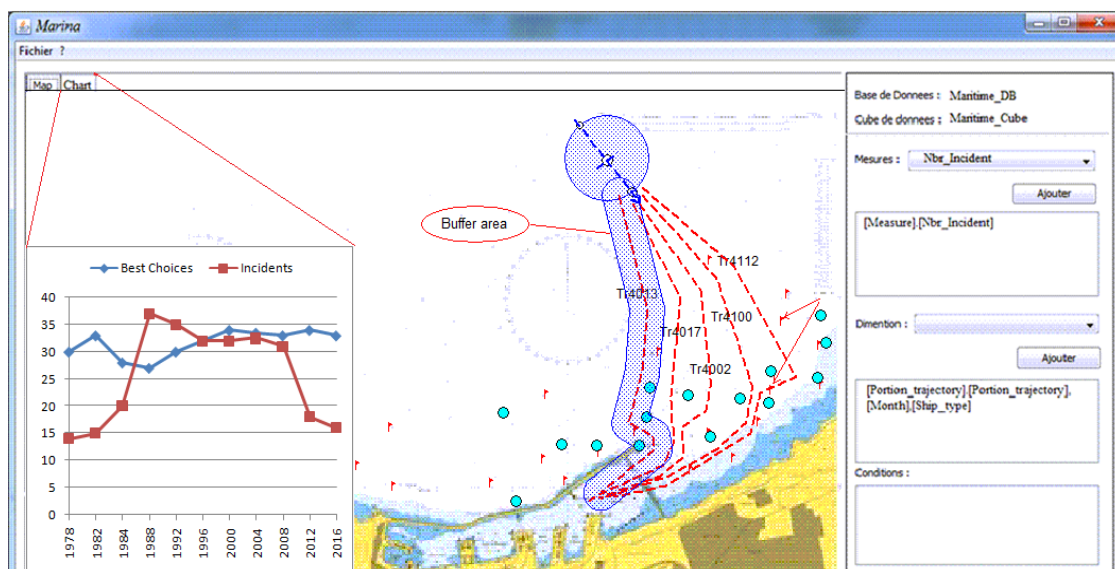 Marina
Fichier ?
Map Chart
Base de Donnees : Maritime_DB
Cube de donnees : Maritime_Cube
Mesures : Nbr_Incident
Ajouter
[Measure].[Nbr_Incident]
Dimention :
Ajouter
[Portion_trajectory].[Portion_trajectory],
[Month],[Ship_type]
Conditions :
Buffer area
Tr4112
Tr4013
Tr4100
Tr4017
Tr4002
Best Choices Incidents
40
35
30
25
20
15
10
5
0
1978 1982 1984 1988 1992 1996 2000 2004 2008 2012 2016